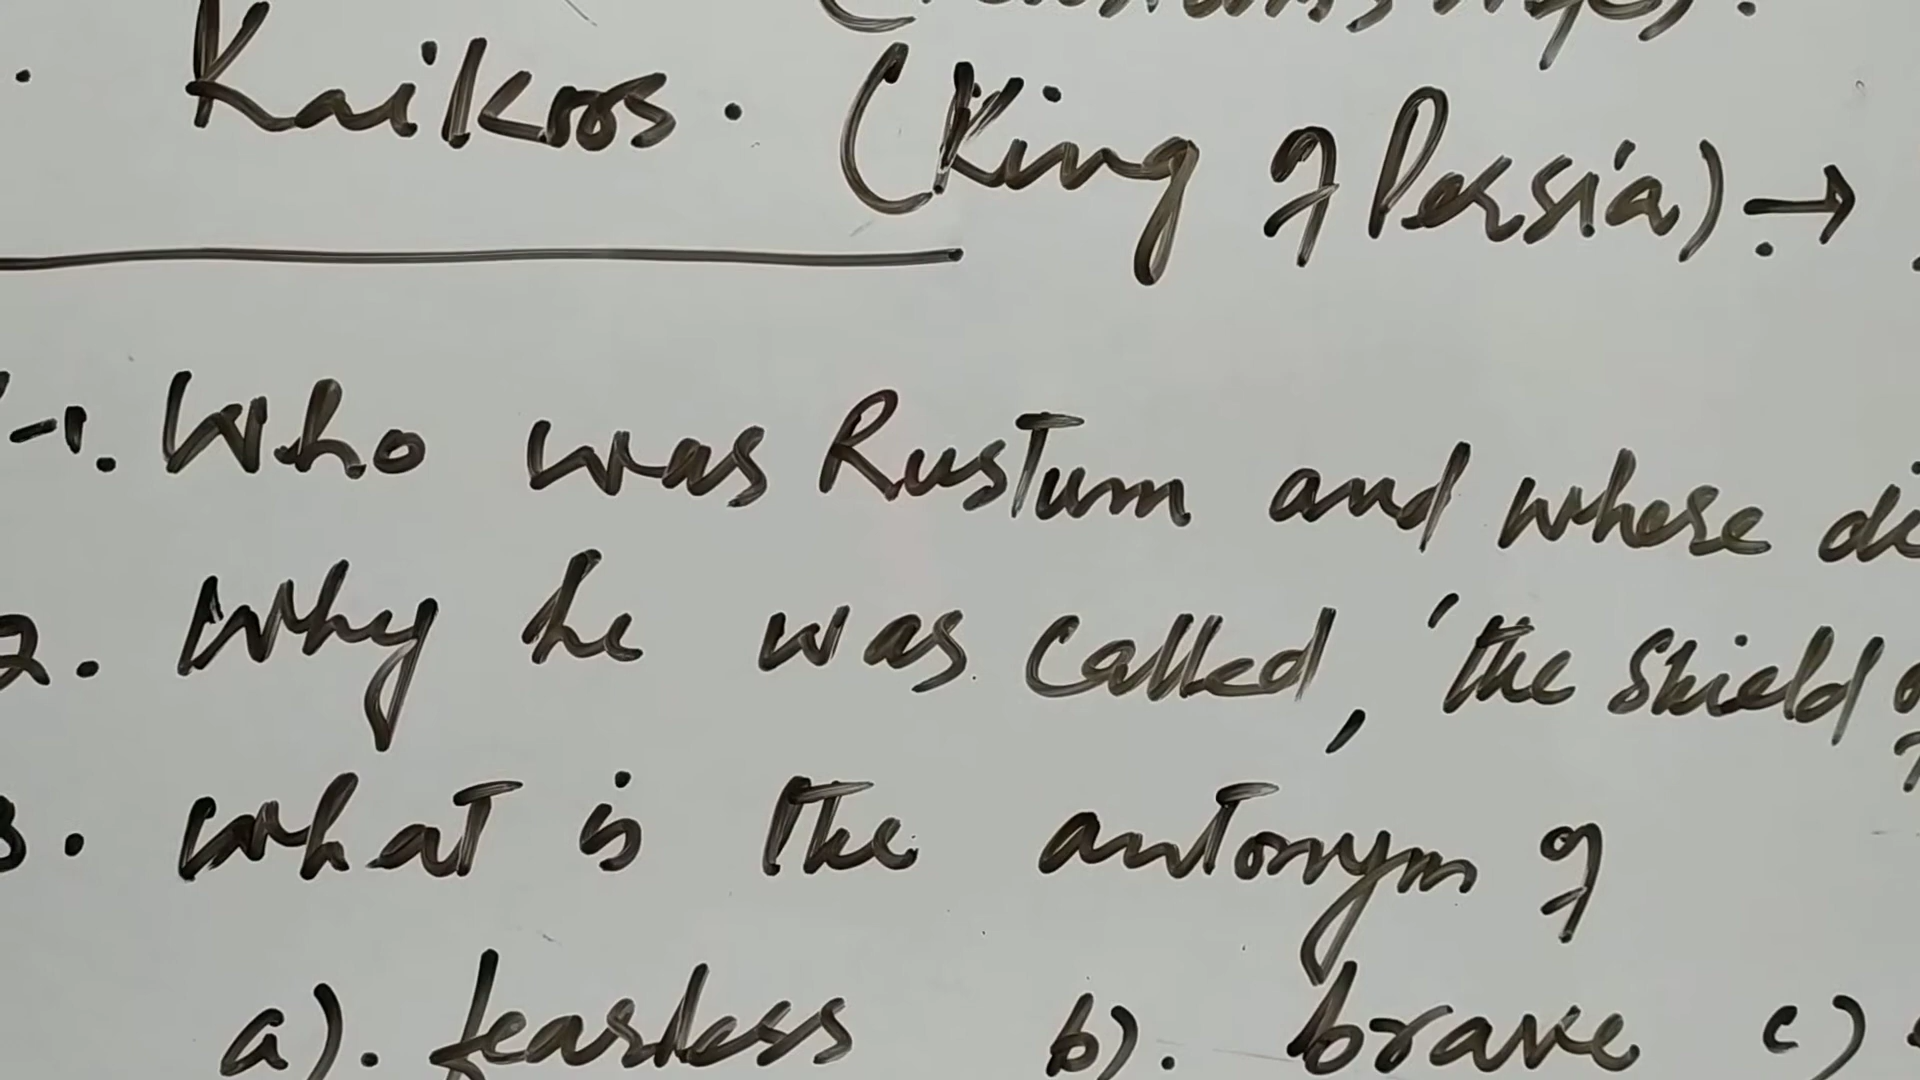 . Kaikoos. (King of Persia). →
-1. Who was Rustum and where di
2. Why he was called, 'the Shield
3. What is the antonym of
a). fearless b). brave c)